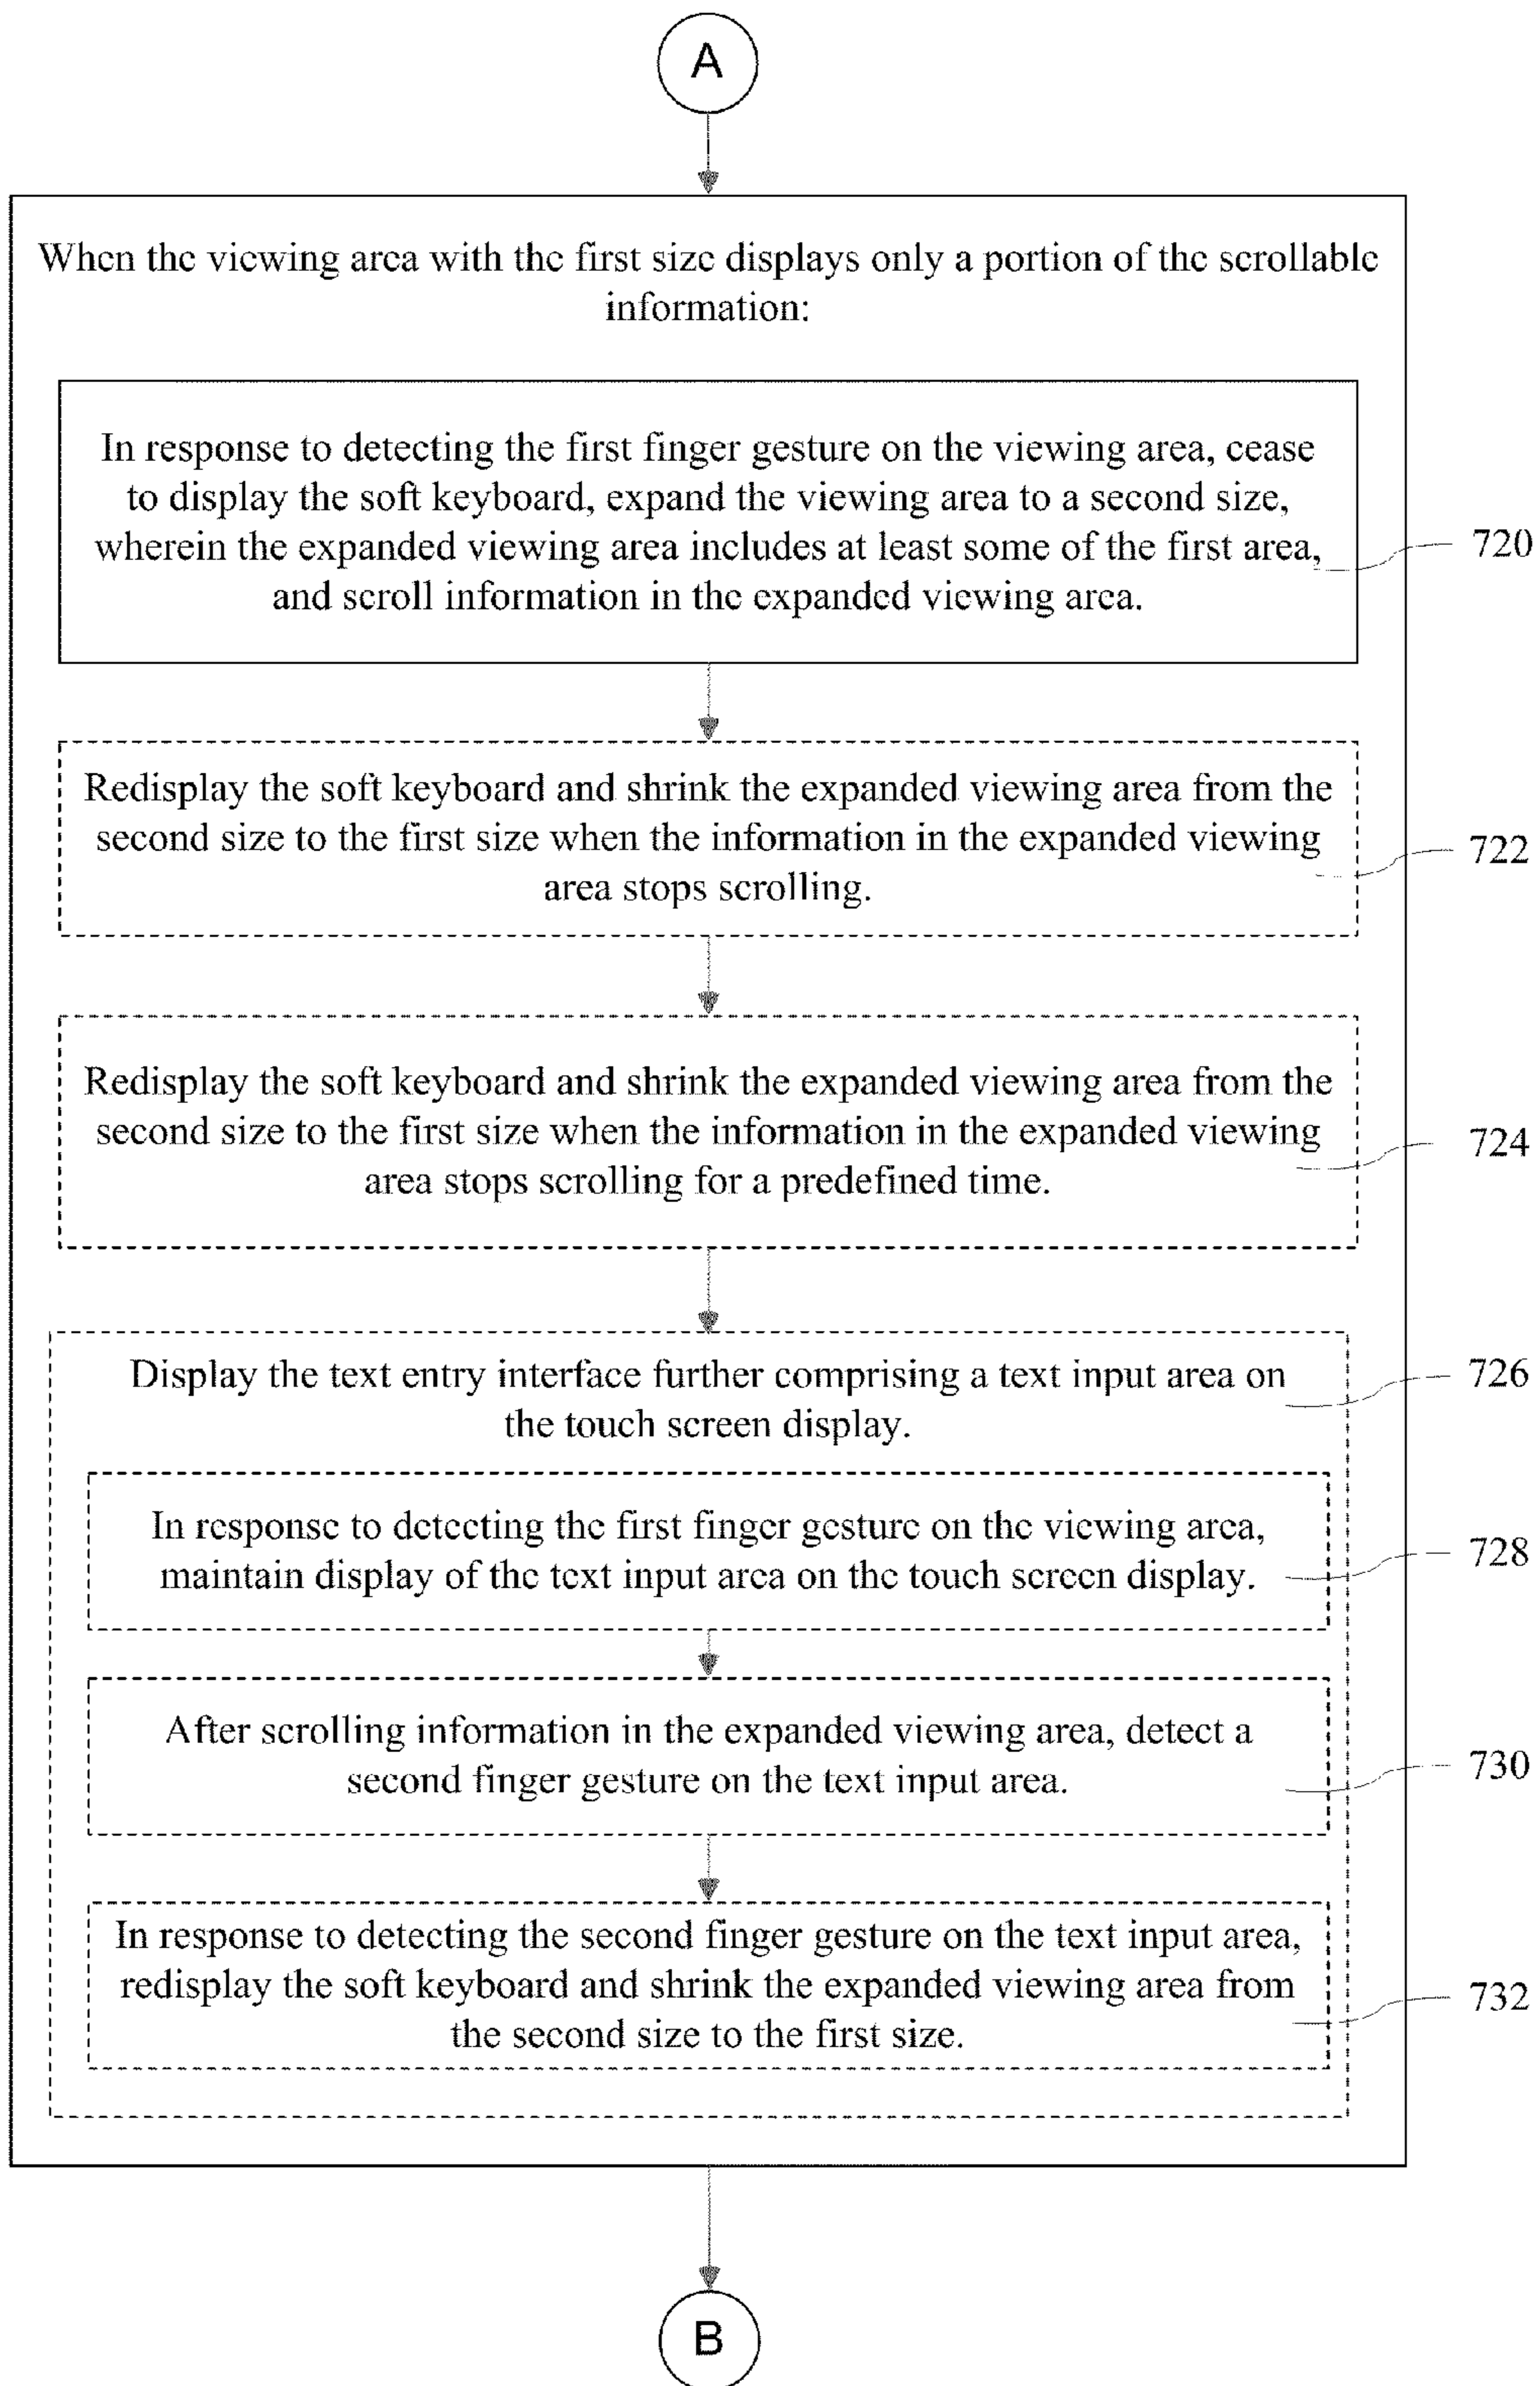 A
When the viewing area with the first size displays only a portion of the scrollable
information:
In response to detecting the first finger gesture on the viewing area, cease
to display the soft keyboard, expand the viewing area to a second size,
wherein the expanded viewing area includes at least some of the first area,
and scroll information in the expanded viewing area.
720
Redisplay the soft keyboard and shrink the expanded viewing area from the
second size to the first size when the information in the expanded viewing
area stops scrolling.
722
Redisplay the soft keyboard and shrink the expanded viewing area from the
second size to the first size when the information in the expanded viewing
area stops scrolling for a predefined time.
724
Display the text entry interface further comprising a text input area on
the touch screen display.
726
In response to detecting the first finger gesture on the viewing area,
maintain display of the text input area on the touch screen display.
728
After scrolling information in the expanded viewing area, detect a
second finger gesture on the text input area.
730
In response to detecting the second finger gesture on the text input area,
redisplay the soft keyboard and shrink the expanded viewing area from
the second size to the first size.
732
B